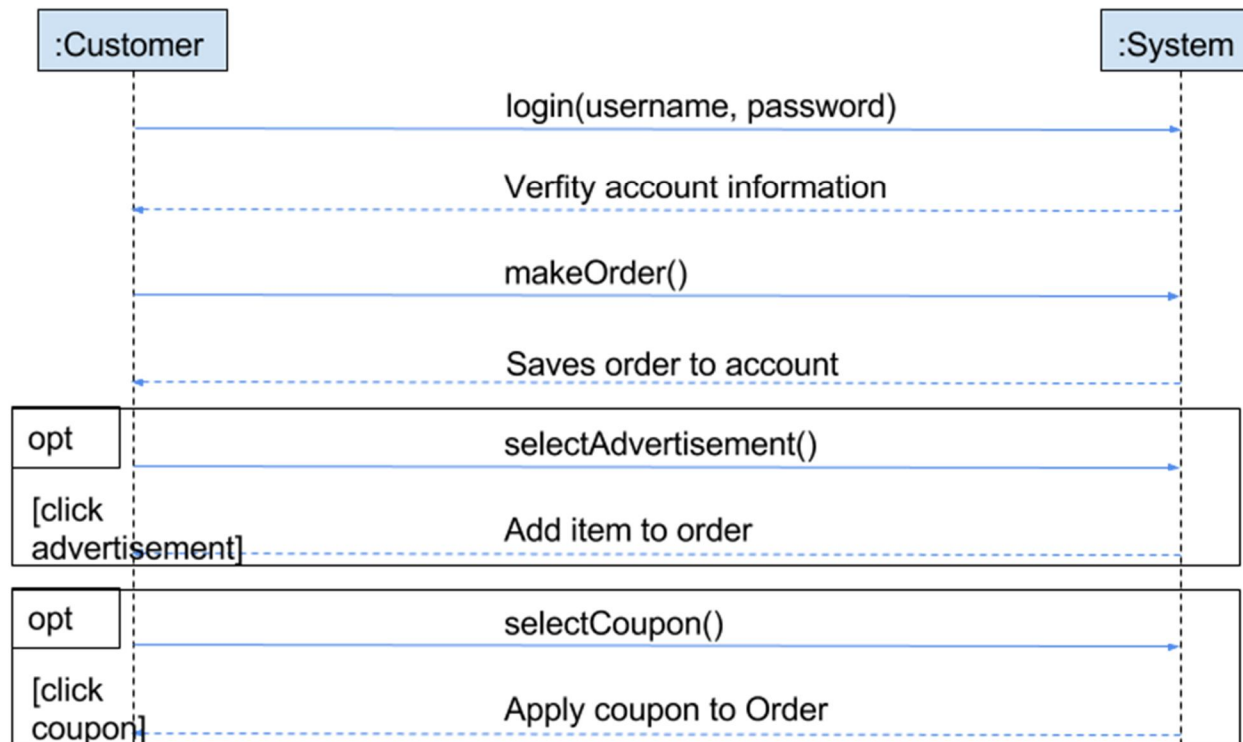 :Customer
:System
login(username, password)
Verfity account information
makeOrder()
Saves order to account
opt
selectAdvertisement()
[click
advertisement]
Add item to order
opt
selectCoupon()
[click
coupon]
Apply coupon to Order